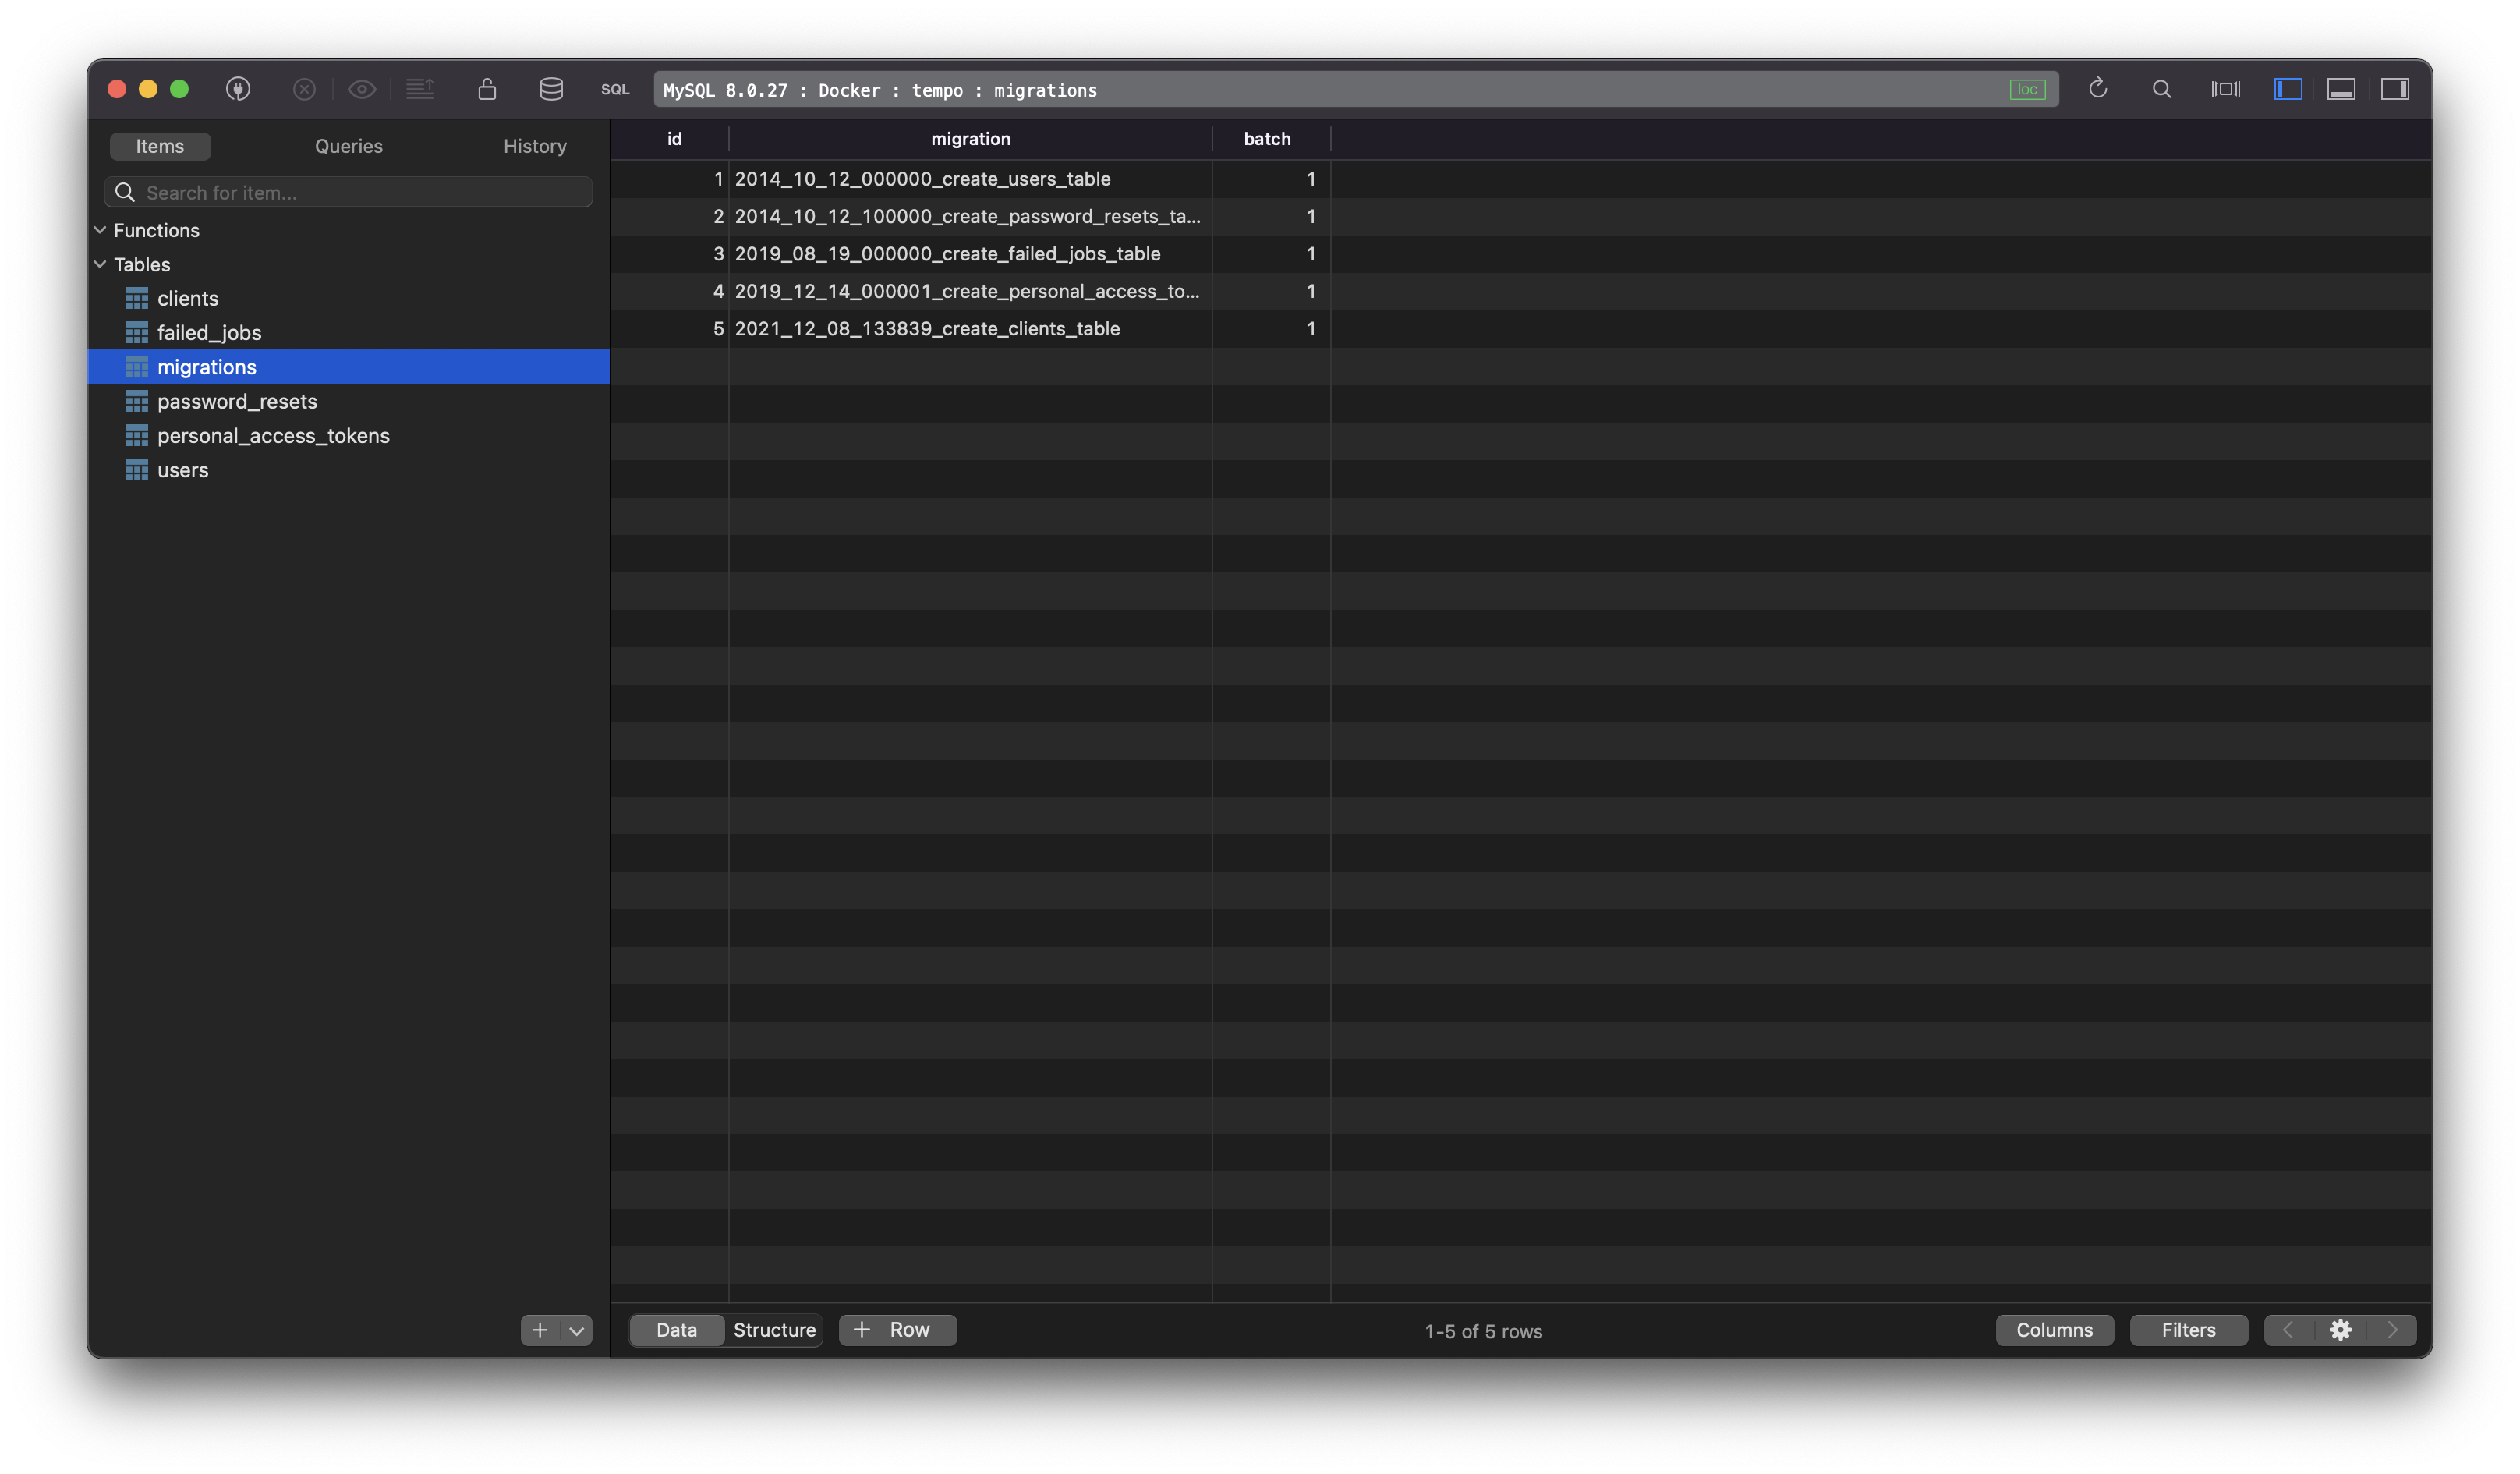 SQL MySQL 8.0.27 : Docker : tempo : migrations loc
Items Queries History
Search for item...
Functions
Tables
clients
failed_jobs
migrations
password_resets
personal_access_tokens
users
id migration batch
1 2014_10_12_000000_create_users_table 1
2 2014_10_12_100000_create_password_resets_ta... 1
3 2019_08_19_000000_create_failed_jobs_table 1
4 2019_12_14_000001_create_personal_access_to... 1
5 2021_12_08_133839_create_clients_table 1
Data Structure + Row 1-5 of 5 rows Columns Filters